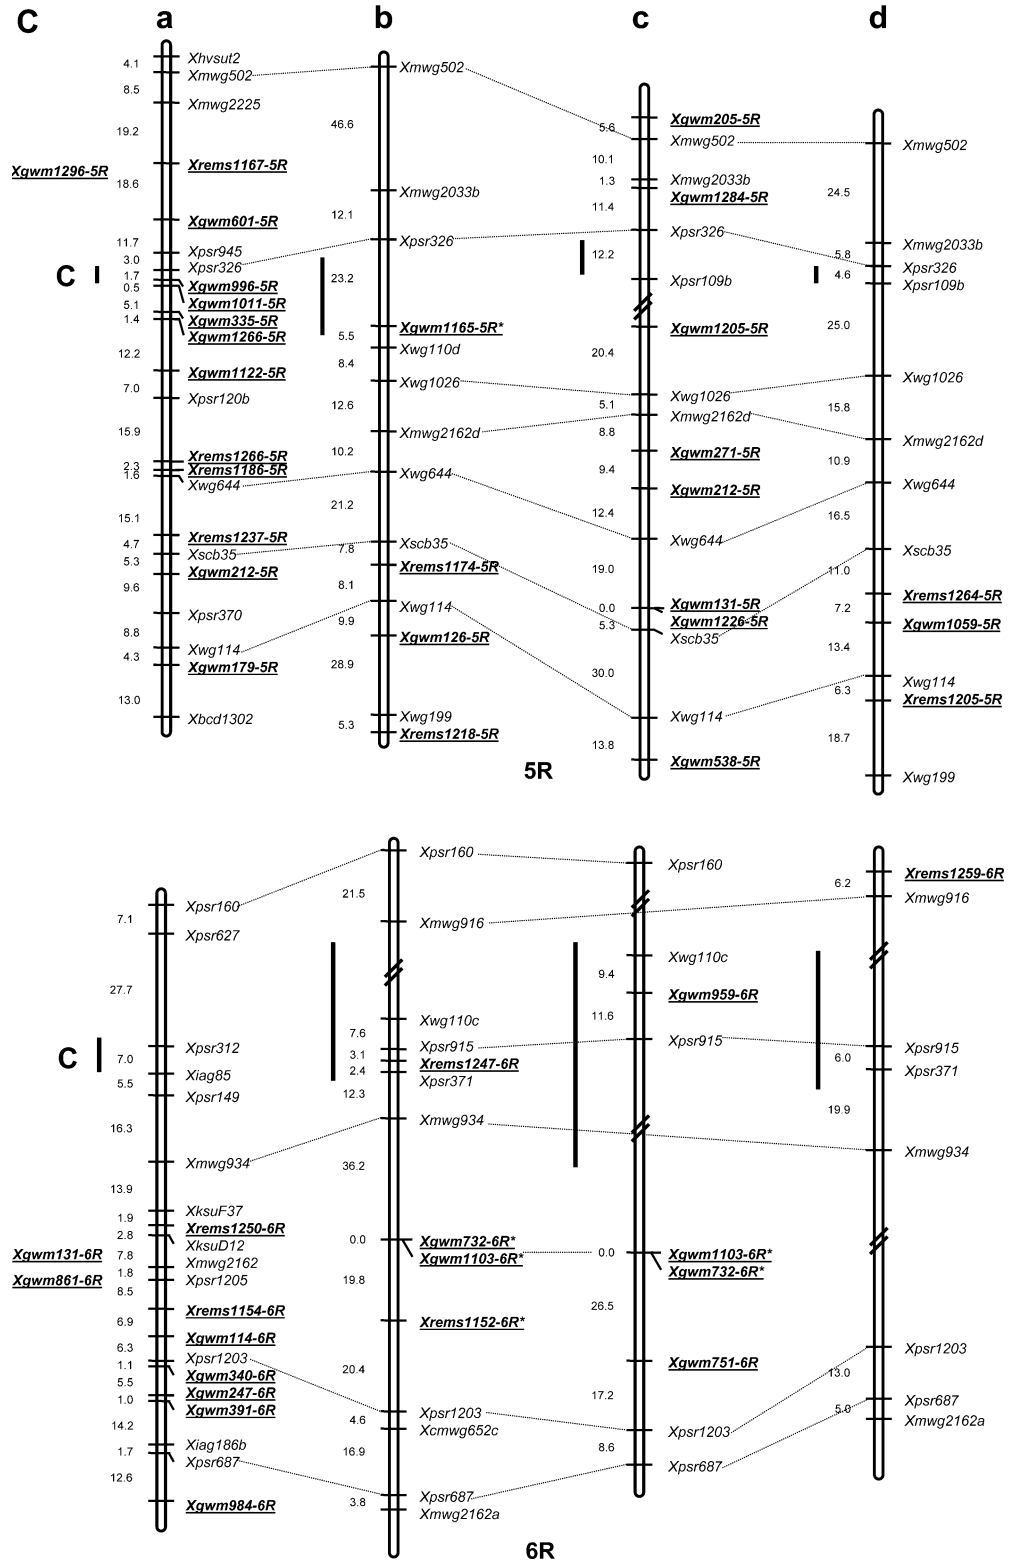 C a b c d
Xhvsut2
4.1
Xmwg502
8.5
Xmwg2225
19.2
Xrems1167-5R
Xgwm1296-5R
18.6
Xgwm601-5R
11.7
Xpsr945
3.0
Xpsr326
C
1.7
Xgwm996-5R
0.5
Xgwm1011-5R
5.1
Xgwm335-5R
1.4
Xgwm1266-5R
12.2
Xgwm1122-5R
7.0
Xpsr120b
15.9
Xrems1266-5R
2.3
Xrems1186-5R
1.6
Xwg644
15.1
Xrems1237-5R
4.7
Xscb35
5.3
Xgwm212-5R
9.6
Xpsr370
8.8
Xwg114
4.3
Xgwm179-5R
13.0
Xbcd1302
Xmwg502
46.6
Xmwg2033b
12.1
Xpsr326
23.2
Xgwm1165-5R*
5.5
Xwg110d
8.4
Xwg1026
12.6
Xmwg2162d
10.2
Xwg644
21.2
Xscb35
7.8
Xrems1174-5R
8.1
Xwg114
9.9
Xgwm126-5R
28.9
Xwg199
5.3
Xrems1218-5R
Xgwm205-5R
5.6
Xmwg502
10.1
Xmwg2033b
1.3
Xgwm1284-5R
11.4
Xpsr326
12.2
Xpsr109b
Xgwm1205-5R
20.4
Xwg1026
5.1
Xmwg2162d
8.8
Xgwm271-5R
9.4
Xgwm212-5R
12.4
Xwg644
19.0
Xgwm131-5R
0.0
Xgwm1226-5R
5.3
Xscb35
30.0
Xwg114
13.8
Xgwm538-5R
Xmwg502
24.5
Xmwg2033b
5.8
Xpsr326
4.6
Xpsr109b
25.0
Xwg1026
15.8
Xmwg2162d
10.9
Xwg644
16.5
Xscb35
11.0
Xrems1264-5R
7.2
Xgwm1059-5R
13.4
Xwg114
6.3
Xrems1205-5R
18.7
Xwg199
5R
Xpsr160
7.1
Xpsr627
27.7
Xpsr312
C
7.0
Xiag85
5.5
Xpsr149
16.3
Xmwg934
13.9
XksuF37
1.9
Xrems1250-6R
2.8
XksuD12
Xgwm131-6R
7.8
Xmwg2162
1.8
Xpsr1205
Xgwm861-6R
8.5
Xrems1154-6R
6.9
Xgwm114-6R
6.3
Xpsr1203
1.1
Xgwm340-6R
5.5
Xgwm247-6R
1.0
Xgwm391-6R
14.2
Xiag186b
1.7
Xpsr687
12.6
Xgwm984-6R
Xpsr160
21.5
Xmwg916
Xwg110c
7.6
Xpsr915
3.1
Xrems1247-6R
2.4
Xpsr371
12.3
Xmwg934
36.2
Xgwm732-6R*
0.0
Xgwm1103-6R*
19.8
Xrems1152-6R*
20.4
Xpsr1203
4.6
Xcmwg652c
16.9
Xpsr687
3.8
Xmwg2162a
Xpsr160
Xwg110c
9.4
Xgwm959-6R
11.6
Xpsr915
Xgwm1103-6R*
0.0
Xgwm732-6R*
26.5
Xgwm751-6R
17.2
Xpsr1203
8.6
Xpsr687
Xrems1259-6R
6.2
Xmwg916
Xpsr915
6.0
Xpsr371
19.9
Xmwg934
Xpsr1203
13.0
Xpsr687
5.0
Xmwg2162a
6R